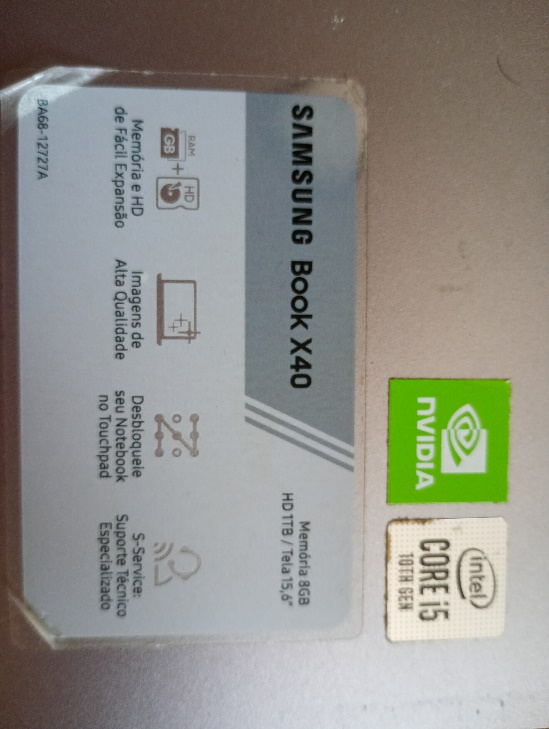 SAMSUNG Book X40
Memória 8GB
HD 1TB / Tela 15,6"
RAM
GB
+
HD
Memória e HD
de Fácil Expansão
Imagens de
Alta Qualidade
Desbloqueie
seu Notebook
no Touchpad
S-Service:
Suporte Técnico
Especializado
BA68-12727A
NVIDIA
intel
CORE i5
10TH GEN